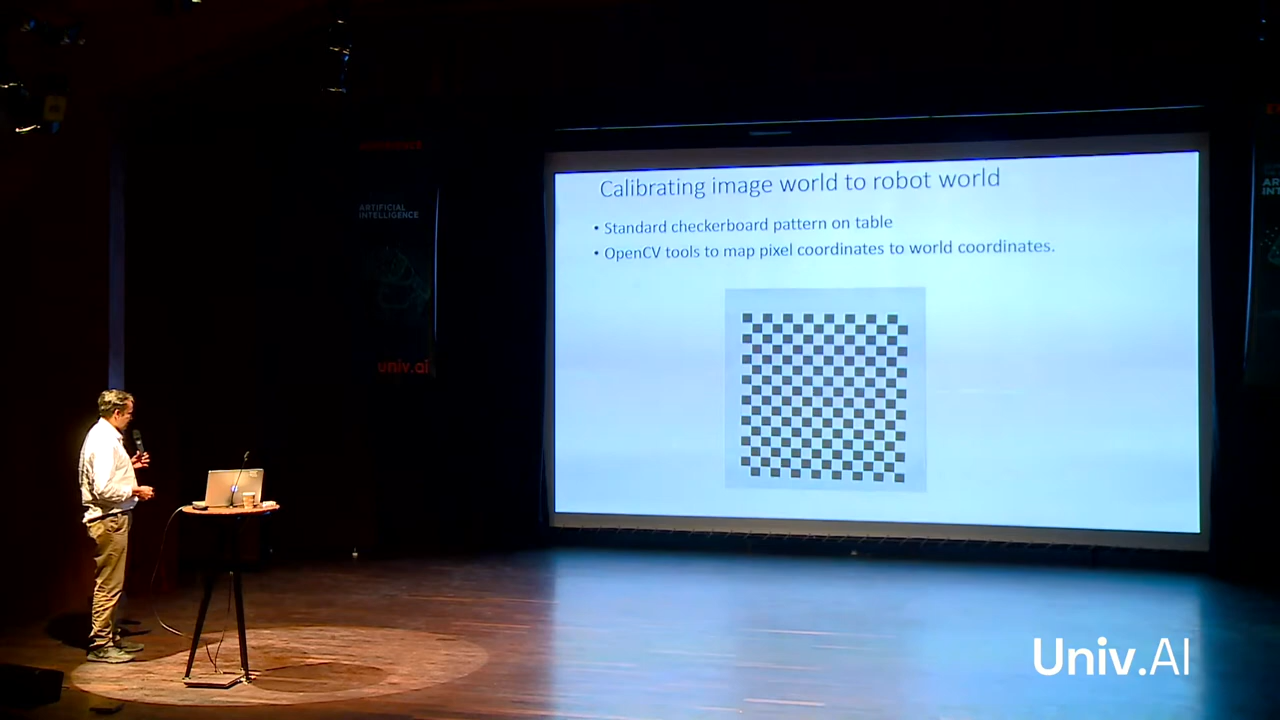 ARTIFICIAL
INTELLIGENCE
univ.ai
Calibrating image world to robot world
• Standard checkerboard pattern on table
• OpenCV tools to map pixel coordinates to world coordinates.
Univ.AI